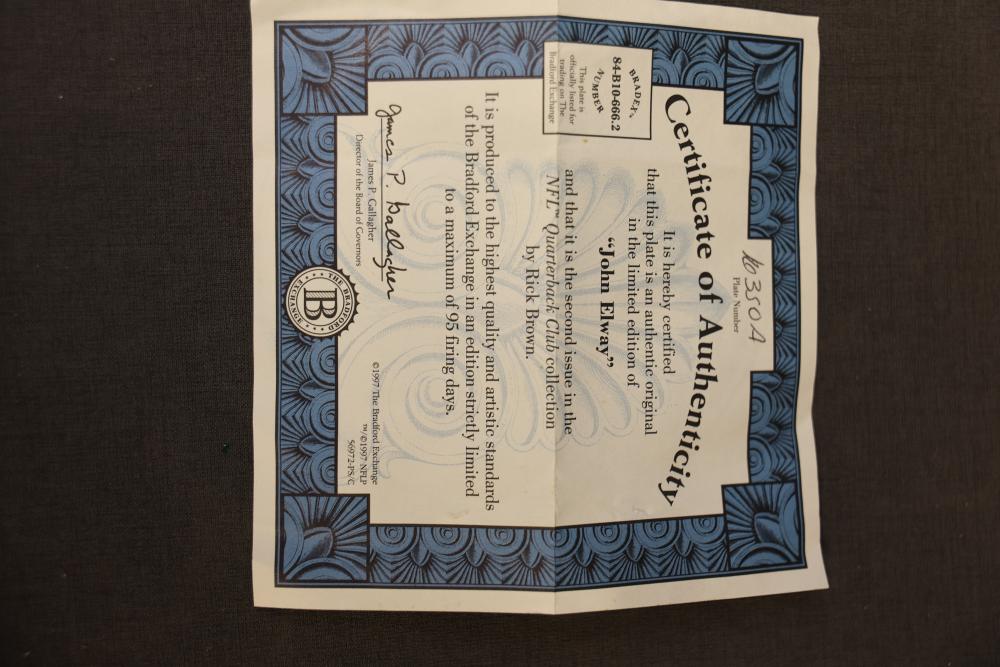 k0 350 A
Plate Number
Certificate of Authenticity
BRADEX®
84-B10-666.2
NUMBER
This plate is
officially listed for
trading on The
Bradford Exchange
It is hereby certified
that this plate is an authentic original
in the limited edition of
“John Elway”
and that it is the second issue in the
NFL™ Quarterback Club collection
by Rick Brown.
It is produced to the highest quality and artistic standards
of the Bradford Exchange in an edition strictly limited
to a maximum of 95 firing days.
James P. Gallagher
James P. Gallagher
Director of the Board of Governors
THE BRADFORD
B
EXCHANGE
©1997 The Bradford Exchange
™/©1997 NFLP
56972-PS/C